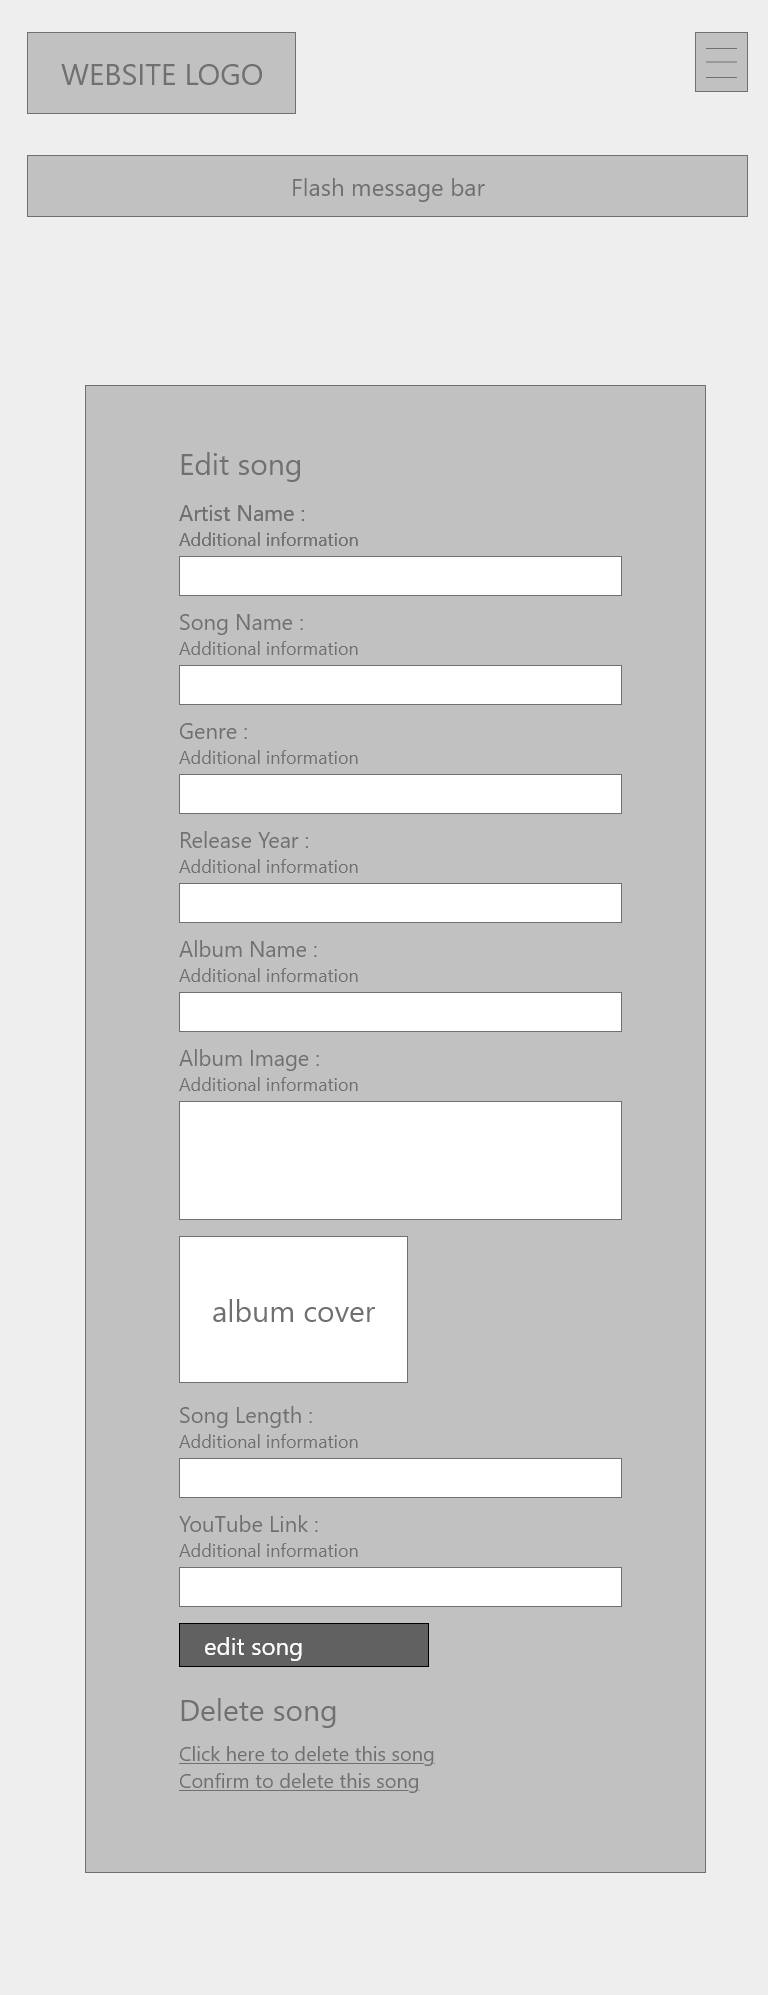 WEBSITE LOGO
Flash message bar
Edit song
Artist Name :
Additional information
Song Name :
Additional information
Genre :
Additional information
Release Year :
Additional information
Album Name :
Additional information
Album Image :
Additional information
album cover
Song Length :
Additional information
YouTube Link :
Additional information
edit song
Delete song
Click here to delete this song
Confirm to delete this song